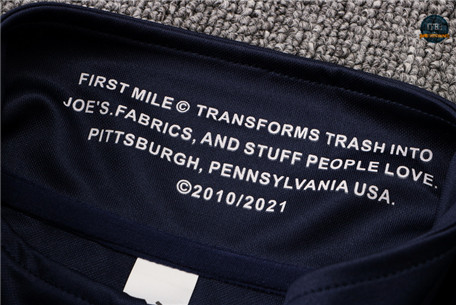 FIRST MILE © TRANSFORMS TRASH INTO
JOE'S.FABRICS, AND STUFF PEOPLE LOVE.
PITTSBURGH, PENNSYLVANIA USA.
©2010/2021